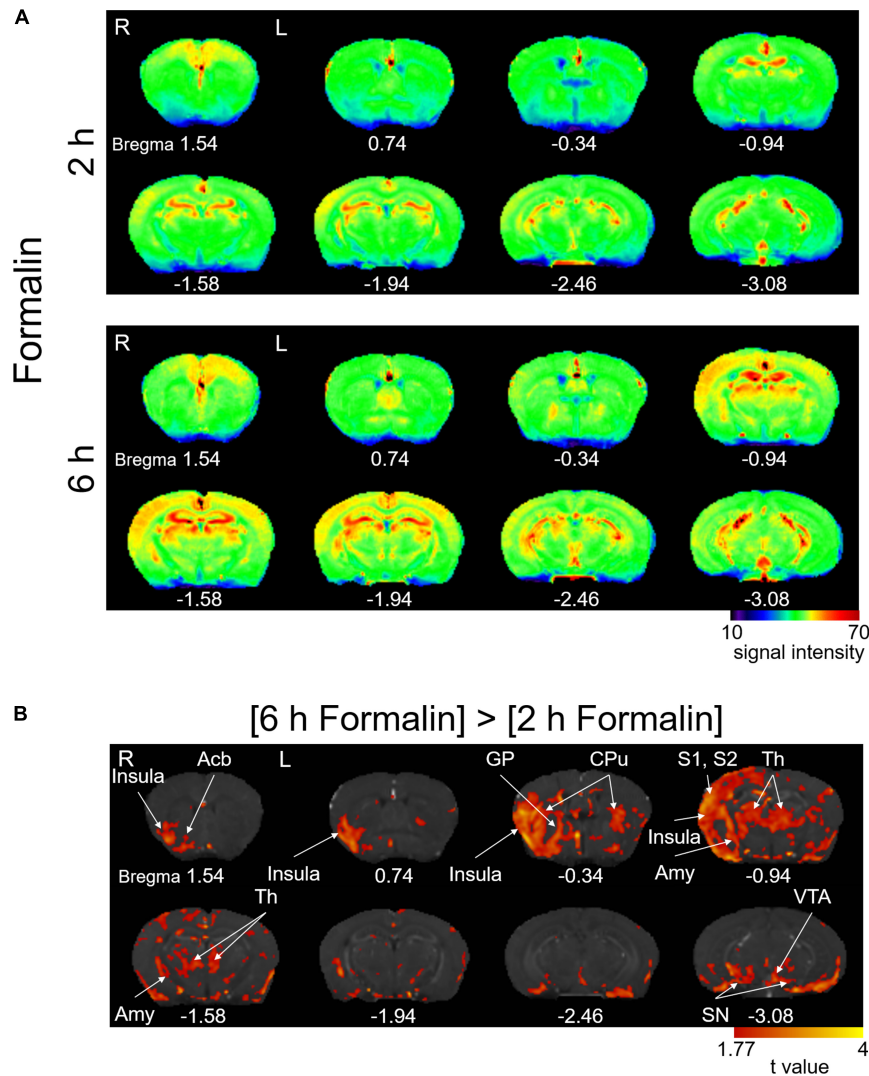 A
Formalin
2 h
R L
Bregma 1.54 0.74 -0.34 -0.94
-1.58 -1.94 -2.46 -3.08
6 h
R L
Bregma 1.54 0.74 -0.34 -0.94
-1.58 -1.94 -2.46 -3.08
10 70
signal intensity
B
[6 h Formalin] > [2 h Formalin]
R Acb L GP CPu S1, S2 Th
Insula
Insula
Amy
Insula Insula
Bregma 1.54 0.74 -0.34 -0.94
Th VTA
Amy -1.58 -1.94 -2.46 SN -3.08
1.77 4
t value